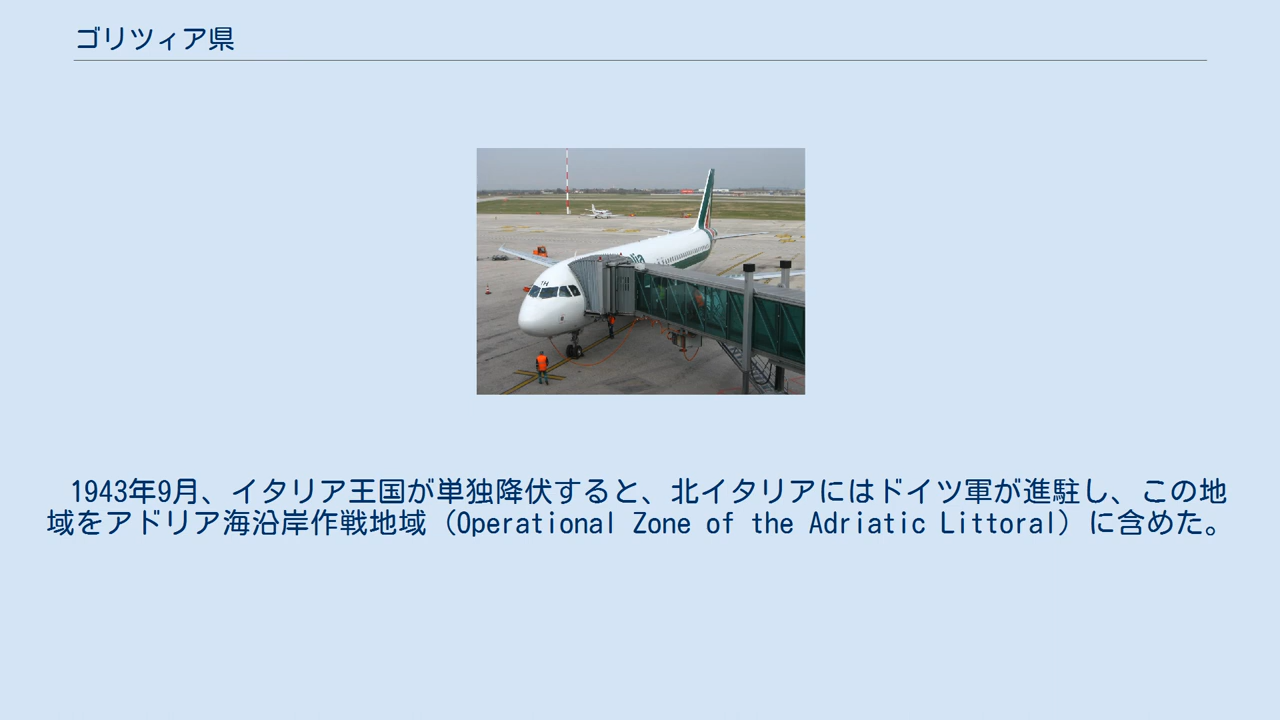 ゴリツィア県
TH
lia
1943年9月、イタリア王国が単独降伏すると、北イタリアにはドイツ軍が進駐し、この地
域をアドリア海沿岸作戦地域（Operational Zone of the Adriatic Littoral）に含めた。